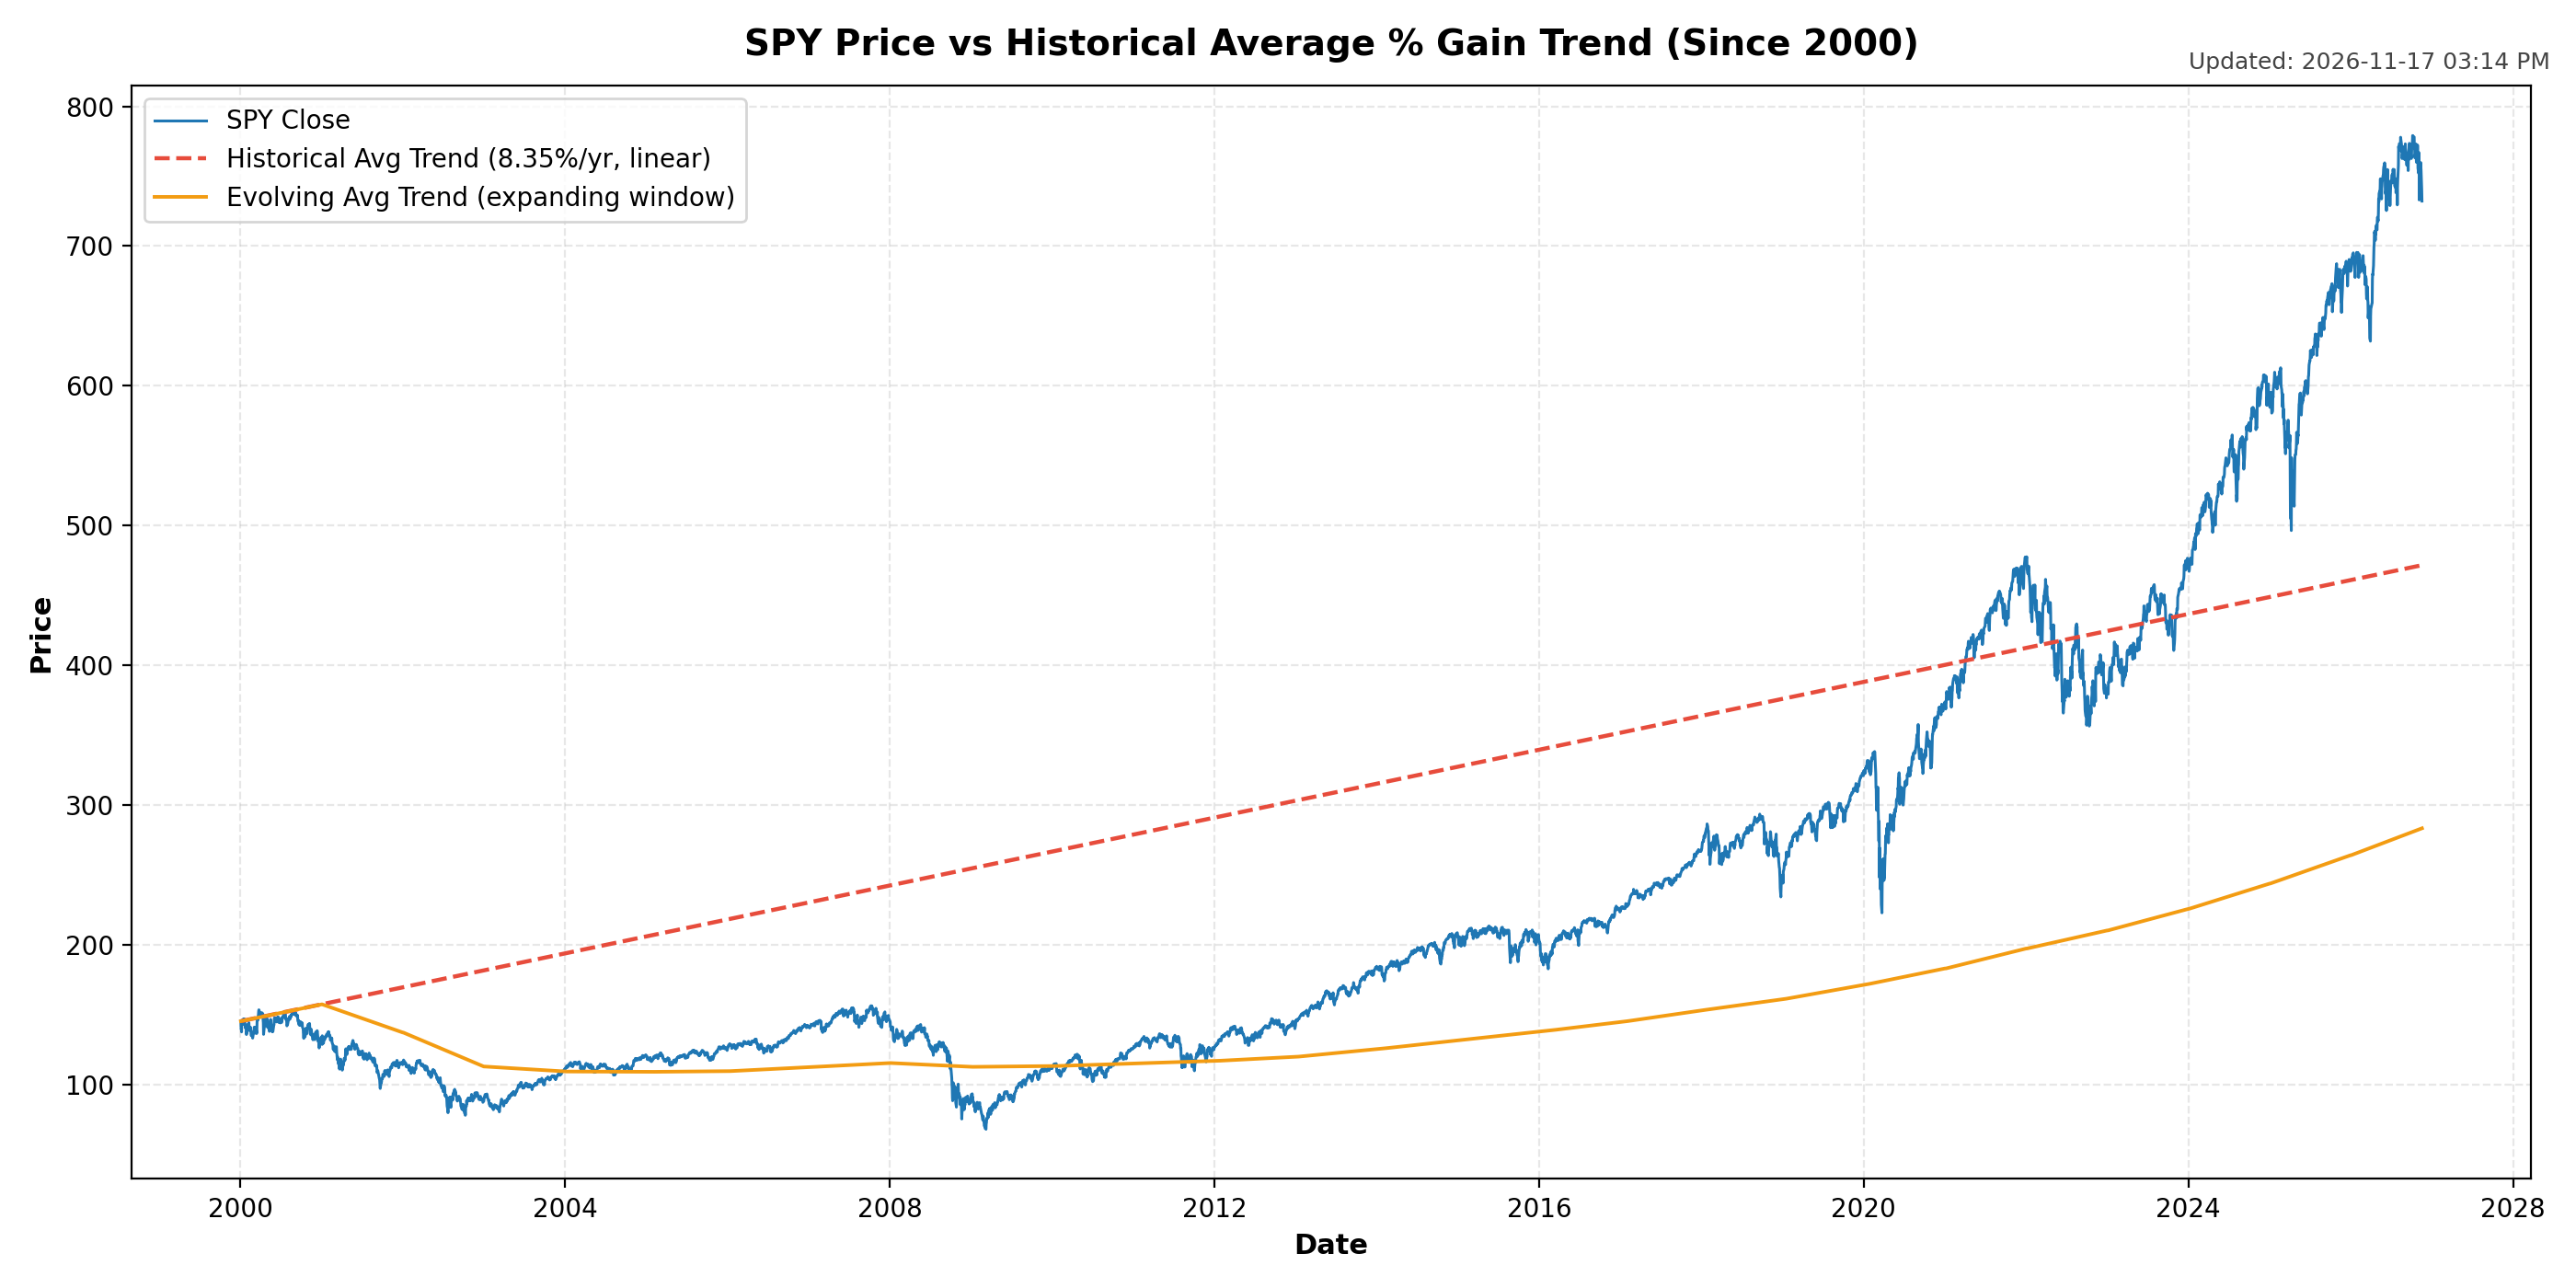 SPY Price vs Historical Average % Gain Trend (Since 2000)
Updated: 2026-11-17 03:14 PM
SPY Close
Historical Avg Trend (8.35%/yr, linear)
Evolving Avg Trend (expanding window)
800
700
600
500
400
300
200
100
Price
2000 2004 2008 2012 2016 2020 2024 2028
Date